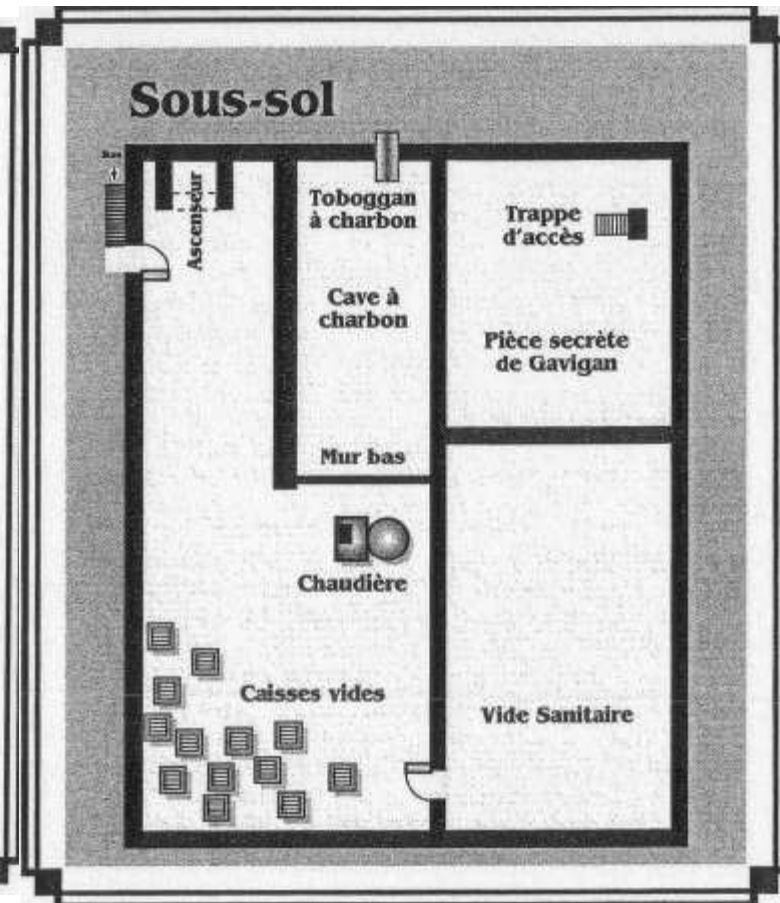 Sous-sol
Bas
Ascenseur
Toboggan
à charbon
Trappe
d'accès
Cave à
charbon
Pièce secrète
de Gavigan
Mur bas
Chaudière
Caisses vides
Vide Sanitaire